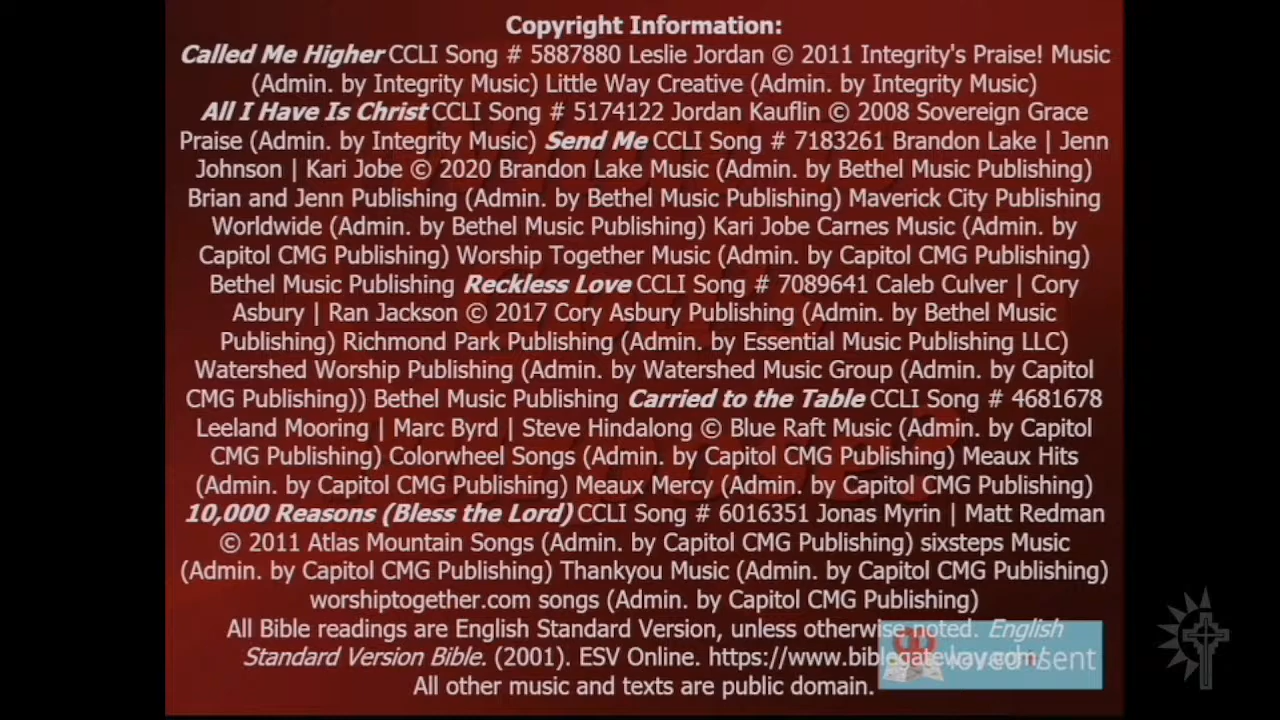 Copyright Information:
Called Me Higher CCLI Song # 5887880 Leslie Jordan © 2011 Integrity's Praise! Music
(Admin. by Integrity Music) Little Way Creative (Admin. by Integrity Music)
All I Have Is Christ CCLI Song # 5174122 Jordan Kauflin © 2008 Sovereign Grace
Praise (Admin. by Integrity Music) Send Me CCLI Song # 7183261 Brandon Lake | Jenn
Johnson | Kari Jobe © 2020 Brandon Lake Music (Admin. by Bethel Music Publishing)
Brian and Jenn Publishing (Admin. by Bethel Music Publishing) Maverick City Publishing
Worldwide (Admin. by Bethel Music Publishing) Kari Jobe Carnes Music (Admin. by
Capitol CMG Publishing) Worship Together Music (Admin. by Capitol CMG Publishing)
Bethel Music Publishing Reckless Love CCLI Song # 7089641 Caleb Culver | Cory
Asbury | Ran Jackson © 2017 Cory Asbury Publishing (Admin. by Bethel Music
Publishing) Richmond Park Publishing (Admin. by Essential Music Publishing LLC)
Watershed Worship Publishing (Admin. by Watershed Music Group (Admin. by Capitol
CMG Publishing)) Bethel Music Publishing Carried to the Table CCLI Song # 4681678
Leeland Mooring | Marc Byrd | Steve Hindalong © Blue Raft Music (Admin. by Capitol
CMG Publishing) Colorwheel Songs (Admin. by Capitol CMG Publishing) Meaux Hits
(Admin. by Capitol CMG Publishing) Meaux Mercy (Admin. by Capitol CMG Publishing)
10,000 Reasons (Bless the Lord) CCLI Song # 6016351 Jonas Myrin | Matt Redman
© 2011 Atlas Mountain Songs (Admin. by Capitol CMG Publishing) sixsteps Music
(Admin. by Capitol CMG Publishing) Thankyou Music (Admin. by Capitol CMG Publishing)
worshiptogether.com songs (Admin. by Capitol CMG Publishing)
All Bible readings are English Standard Version, unless otherwise noted. English
Standard Version Bible. (2001). ESV Online. https://www.biblegateway.com/
All other music and texts are public domain.
sent